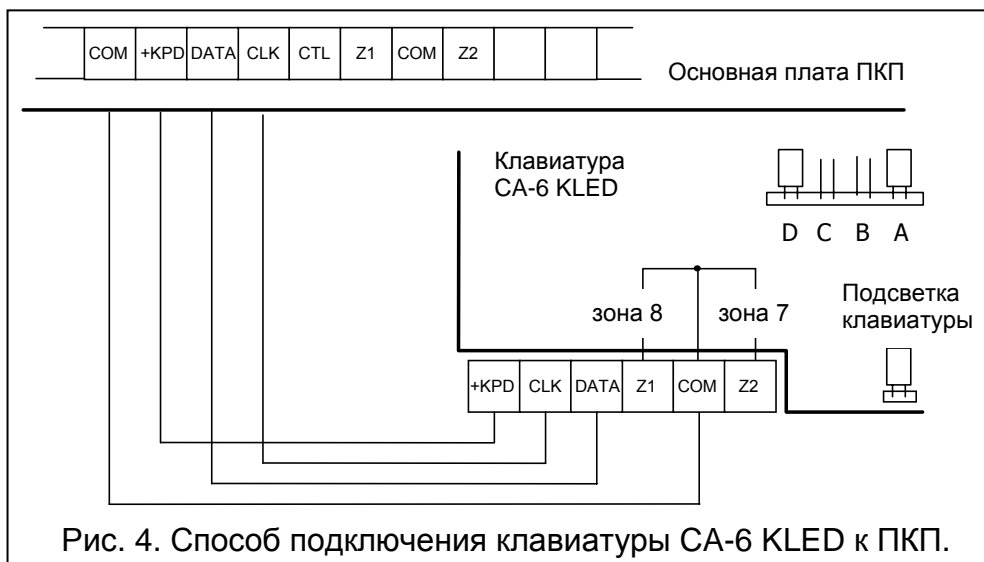 COM +KPD DATA CLK CTL Z1 COM Z2
Основная плата ПКП
Клавиатура
CA-6 KLED
D C B A
Подсветка
клавиатуры
зона 8 зона 7
+KPD CLK DATA Z1 COM Z2
Рис. 4. Способ подключения клавиатуры CA-6 KLED к ПКП.